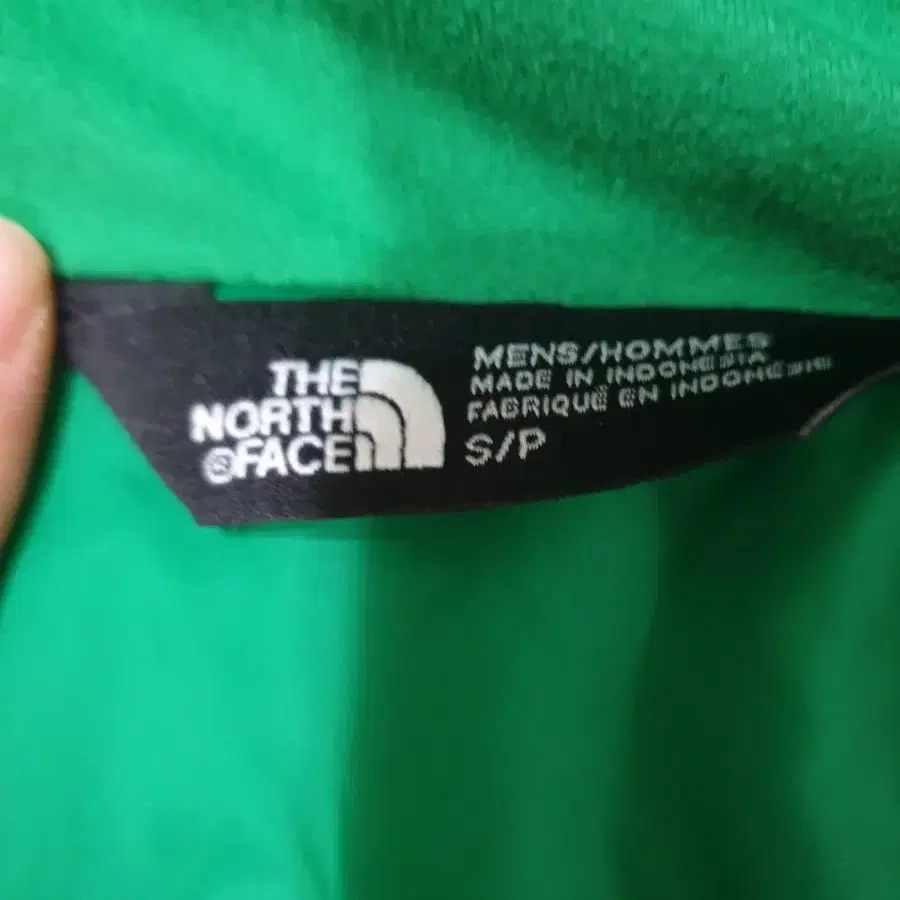 THE
NORTH
FACE
MENS/HOMMES
MADE IN INDONESIA
FABRIQUÉ EN INDONESIE
S/P